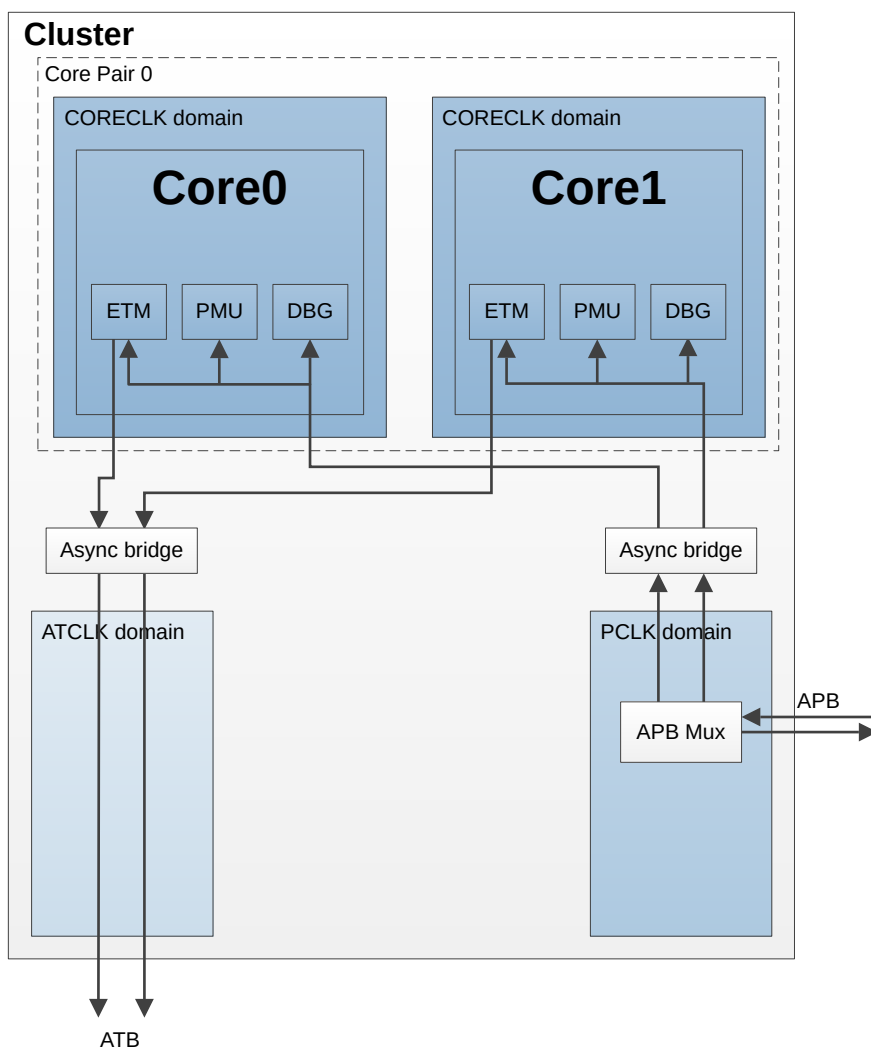 Cluster
Core Pair 0
CORECLK domain
CORECLK domain
Core0
Core1
ETM
PMU
DBG
ETM
PMU
DBG
Async bridge
Async bridge
ATCLK domain
PCLK domain
APB
APB Mux
ATB